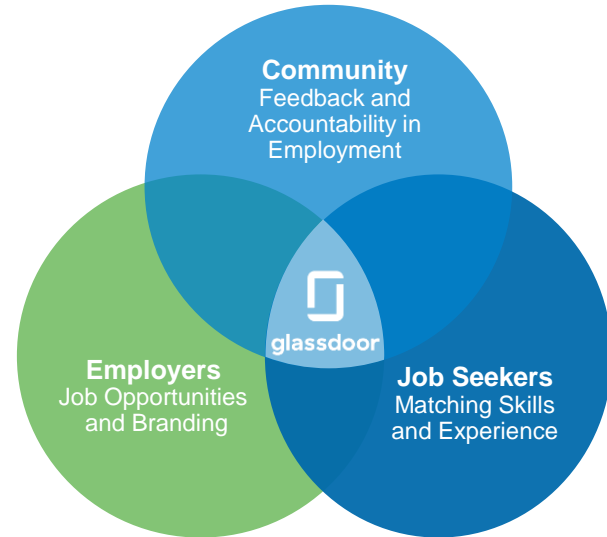 Community
Feedback and
Accountability in
Employment
glassdoor
Employers
Job Opportunities
and Branding
Job Seekers
Matching Skills
and Experience